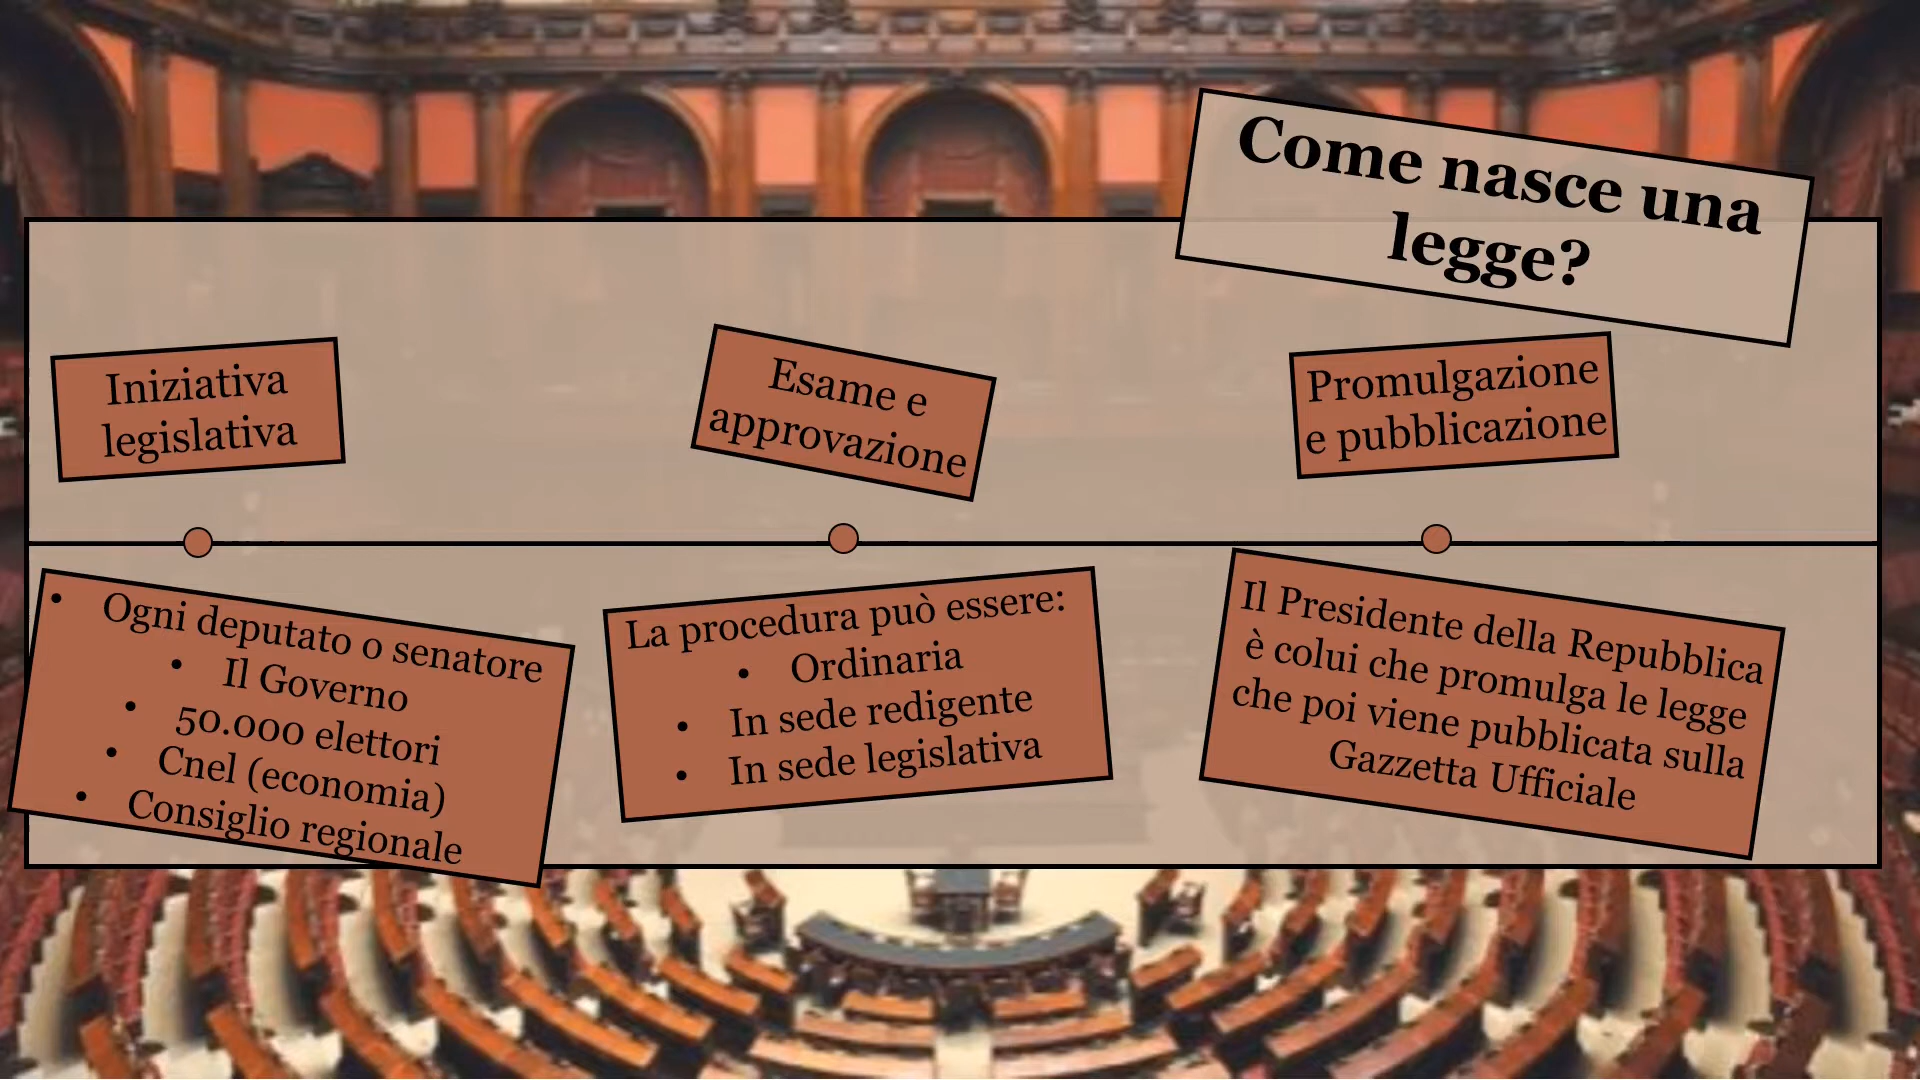 Come nasce una
legge?
Iniziativa
legislativa
Esame e
approvazione
Promulgazione
e pubblicazione
• Ogni deputato o senatore
• Il Governo
• 50.000 elettori
• Cnel (economia)
• Consiglio regionale
La procedura può essere:
• Ordinaria
• In sede redigente
• In sede legislativa
Il Presidente della Repubblica
è colui che promulga le legge
che poi viene pubblicata sulla
Gazzetta Ufficiale